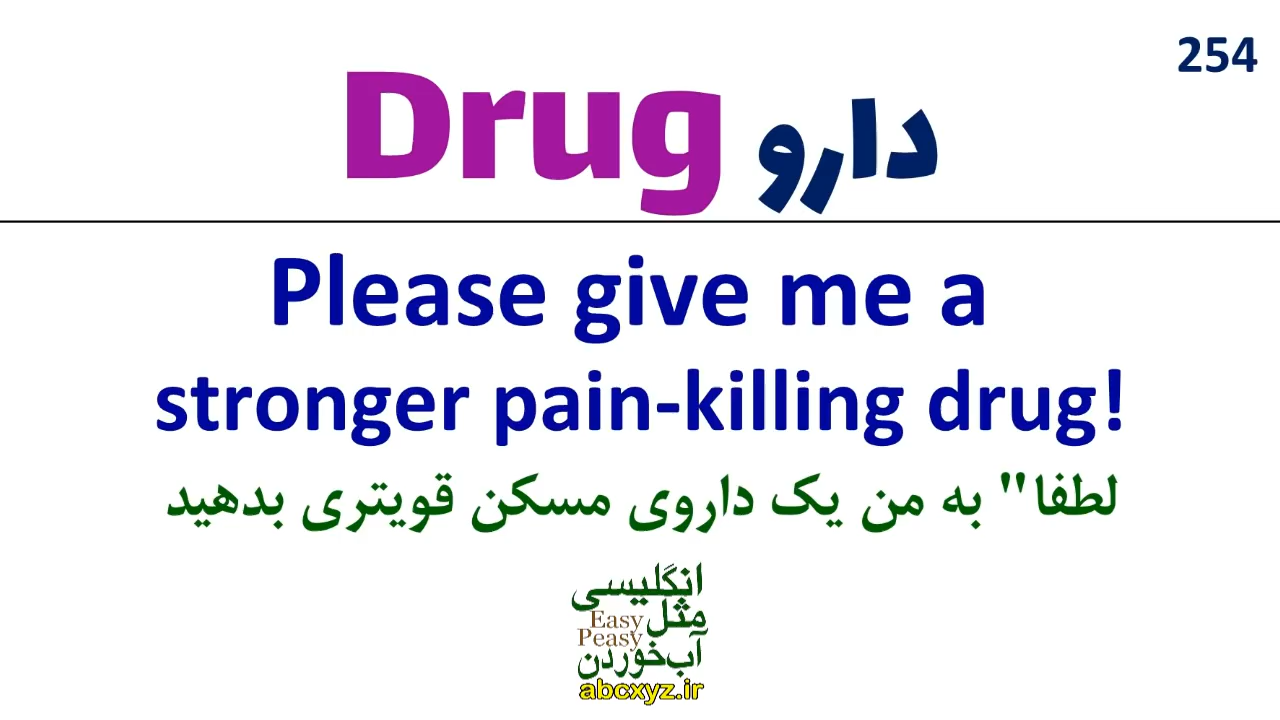 254
Drug دارو
Please give me a
stronger pain-killing drug!
لطفا" به من یک داروی مسکن قویتری بدهید
انگلیسی
مثل Easy
Peasy
آب‌خوردن
abcxyz.ir